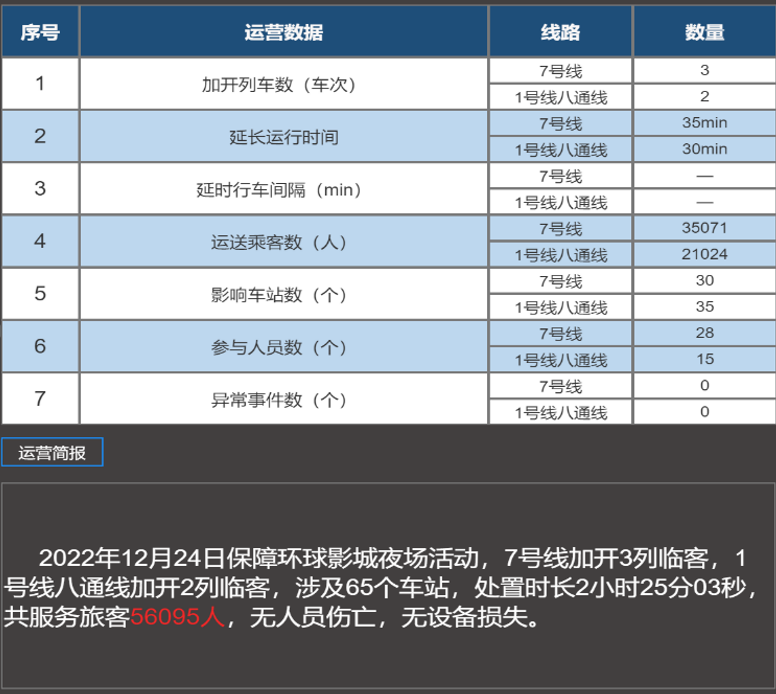 序号 运营数据 线路 数量
1 加开列车数（车次） 7号线 3
1号线八通线 2
2 延长运行时间 7号线 35min
1号线八通线 30min
3 延时行车间隔（min） 7号线 —
1号线八通线 —
4 运送乘客数（人） 7号线 35071
1号线八通线 21024
5 影响车站数（个） 7号线 30
1号线八通线 35
6 参与人员数（个） 7号线 28
1号线八通线 15
7 异常事件数（个） 7号线 0
1号线八通线 0
运营简报
2022年12月24日保障环球影城夜场活动，7号线加开3列临客，1
号线八通线加开2列临客，涉及65个车站，处置时长2小时25分03秒，
共服务旅客56095人，无人员伤亡，无设备损失。